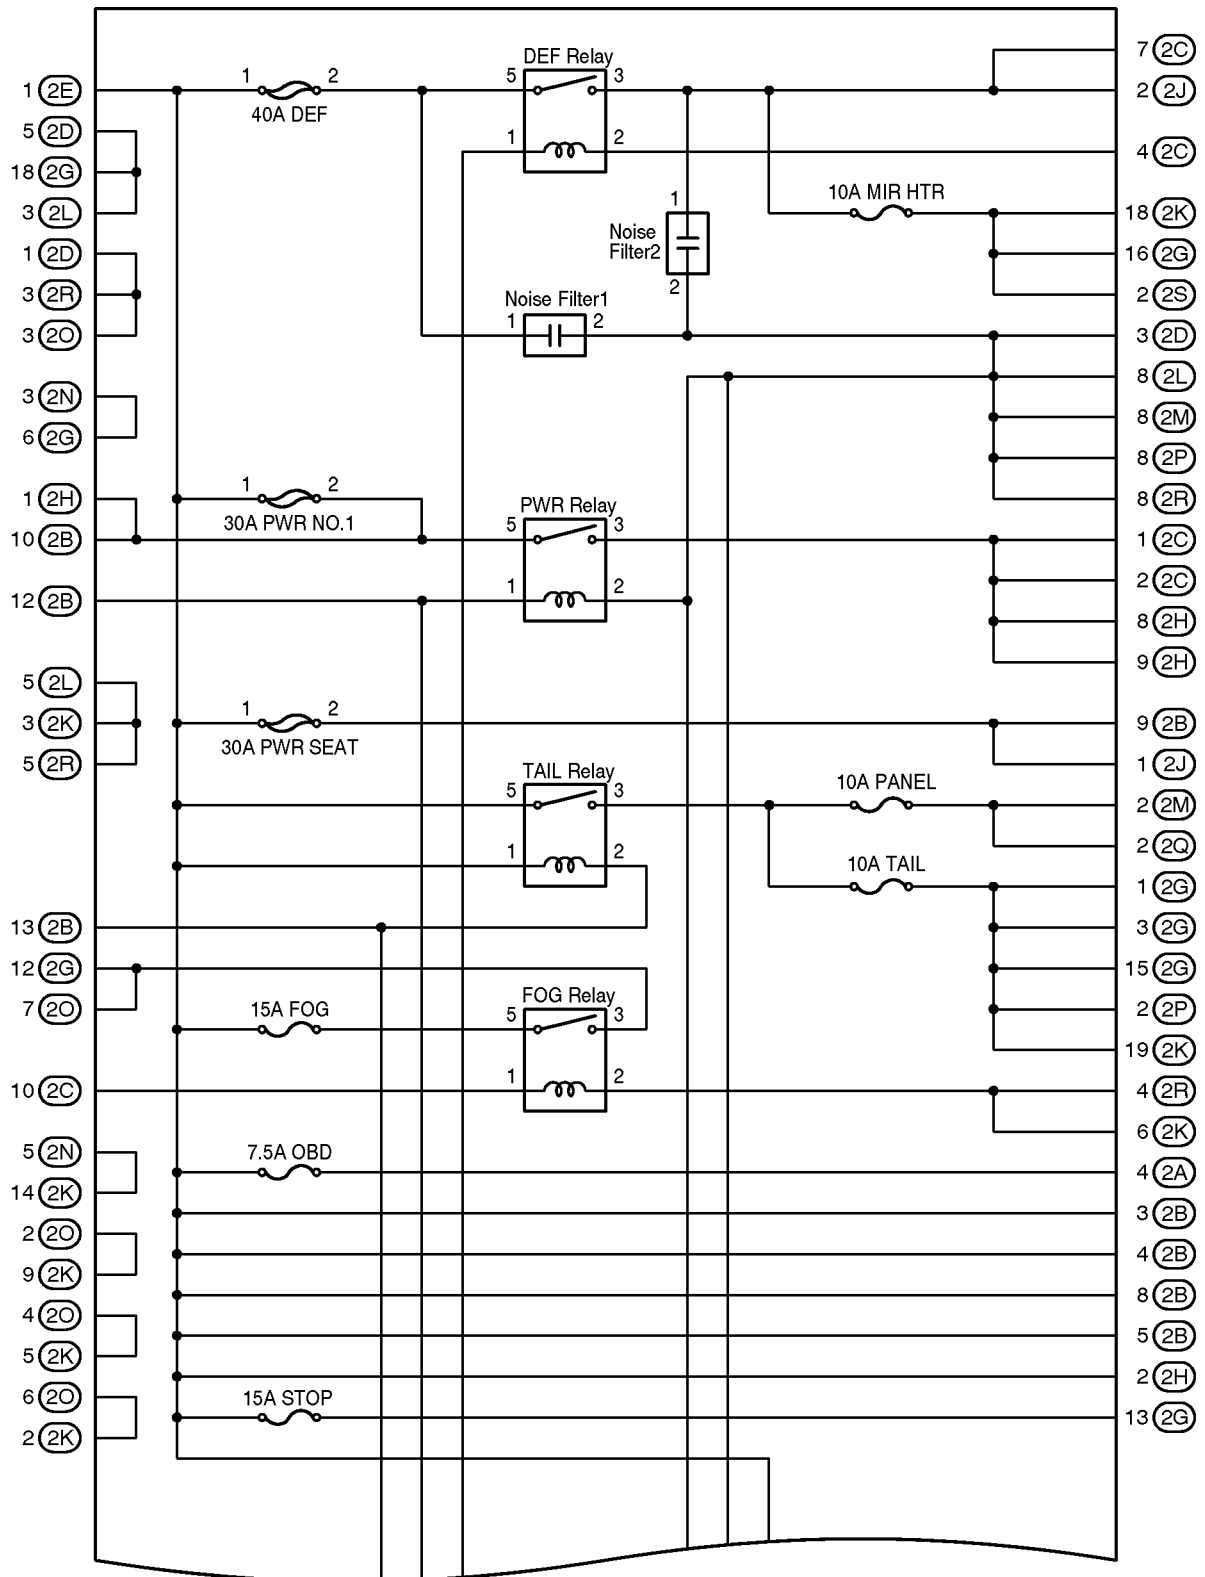 7 2C
DEF Relay
1 2E
1 2
5 3
2 2J
40A DEF
5 2D
1 2
4 2C
18 2G
10A MIR HTR
1
3 2L
18 2K
Noise
Filter2
1 2D
16 2G
2
3 2R
Noise Filter1
2 2S
1 2
3 2O
3 2D
8 2L
3 2N
8 2M
6 2G
8 2P
1 2
1 2H
8 2R
PWR Relay
30A PWR NO.1
5 3
10 2B
1 2C
1 2
2 2C
12 2B
8 2H
9 2H
5 2L
1 2
3 2K
9 2B
30A PWR SEAT
5 2R
TAIL Relay
1 2J
10A PANEL
5 3
2 2M
1 2
2 2Q
10A TAIL
1 2G
13 2B
3 2G
12 2G
15 2G
FOG Relay
7 2O
15A FOG
5 3
2 2P
19 2K
1 2
10 2C
4 2R
6 2K
5 2N
7.5A OBD
4 2A
14 2K
3 2B
2 2O
4 2B
9 2K
8 2B
4 2O
5 2B
5 2K
2 2H
6 2O
15A STOP
13 2G
2 2K